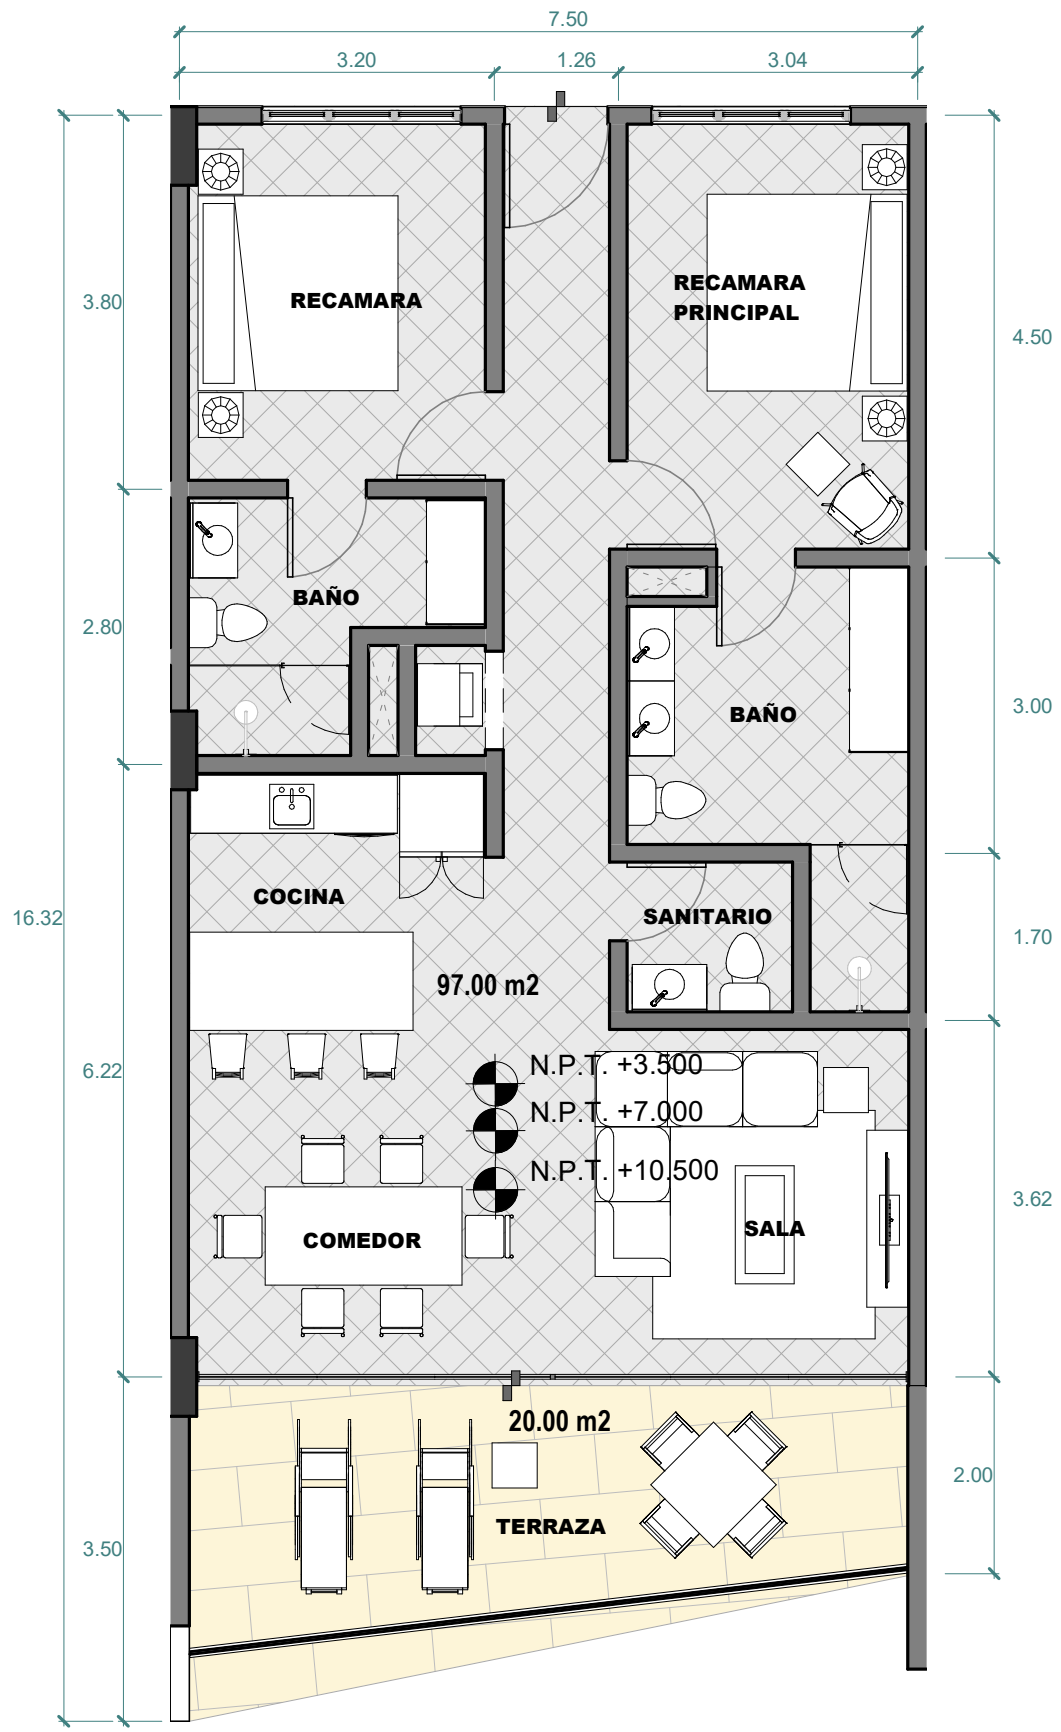 7.50
3.20
1.26
3.04
RECAMARA
RECAMARA
PRINCIPAL
3.80
4.50
BAÑO
2.80
BAÑO
3.00
COCINA
SANITARIO
16.32
1.70
97.00 m2
6.22
N.P.T. +3.500
N.P.T. +7.000
N.P.T. +10.500
3.62
COMEDOR
SALA
20.00 m2
2.00
TERRAZA
3.50